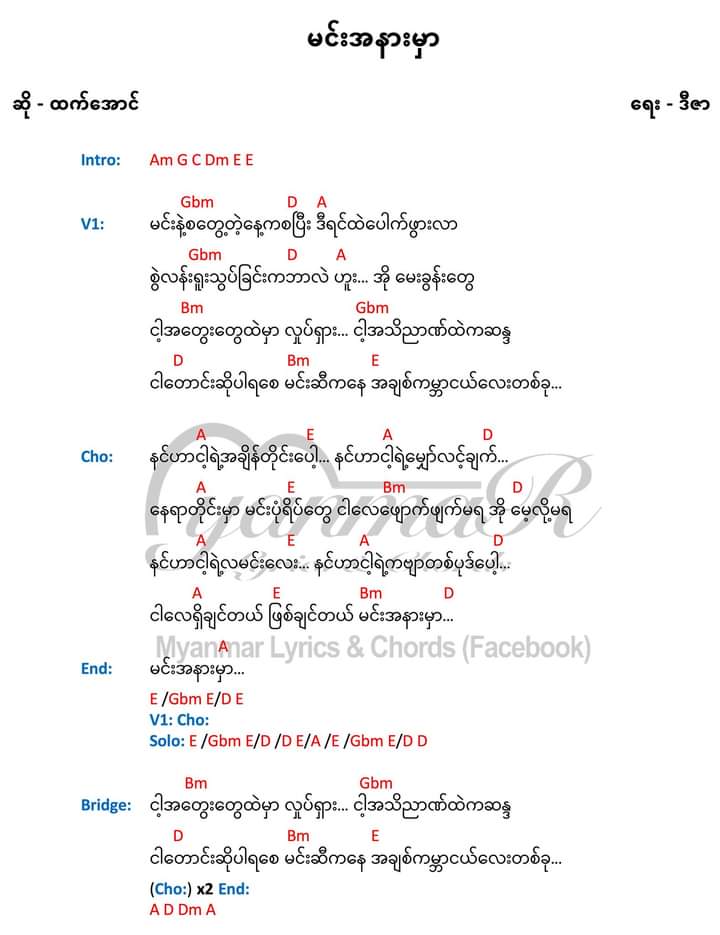 မင်းအနားမှာ
ဆို - ထက်အောင် ရေး - ဒီဇာ
Intro: Am G C Dm E E
Gbm D A
V1: မင်းနဲ့စတွေ့တဲ့နေ့ကစပြီး ဒီရင်ထဲပေါက်ဖွားလာ
Gbm D A
စွဲလန်းရူးသွပ်ခြင်းကဘာလဲ ဟူး... အို မေးခွန်းတွေ
Bm Gbm
ငါ့အတွေးတွေထဲမှာ လှုပ်ရှား... ငါ့အသိညာဏ်ထဲကဆန္ဒ
D Bm E
ငါတောင်းဆိုပါရစေ မင်းဆီကနေ အချစ်ကမ္ဘာငယ်လေးတစ်ခု...
A E A D
Cho: နင်ဟာငါ့ရဲ့အချိန်တိုင်းပေါ့... နင်ဟာငါ့ရဲ့မျှော်လင့်ချက်...
A E Bm D
နေရာတိုင်းမှာ မင်းပုံရိပ်တွေ ငါလေဖျောက်ဖျက်မရ အို မေ့လို့မရ
A E A D
နင်ဟာငါ့ရဲ့လမင်းလေး... နင်ဟာငါ့ရဲ့ကဗျာတစ်ပုဒ်ပေါ့...
A E Bm D
ငါလေရှိချင်တယ် ဖြစ်ချင်တယ် မင်းအနားမှာ...
Myanmar Lyrics & Chords (Facebook)
A
End: မင်းအနားမှာ...
E /Gbm E/D E
V1: Cho:
Solo: E /Gbm E/D /D E/A /E /Gbm E/D D
Bm Gbm
Bridge: ငါ့အတွေးတွေထဲမှာ လှုပ်ရှား... ငါ့အသိညာဏ်ထဲကဆန္ဒ
D Bm E
ငါတောင်းဆိုပါရစေ မင်းဆီကနေ အချစ်ကမ္ဘာငယ်လေးတစ်ခု...
(Cho:) x2 End:
A D Dm A